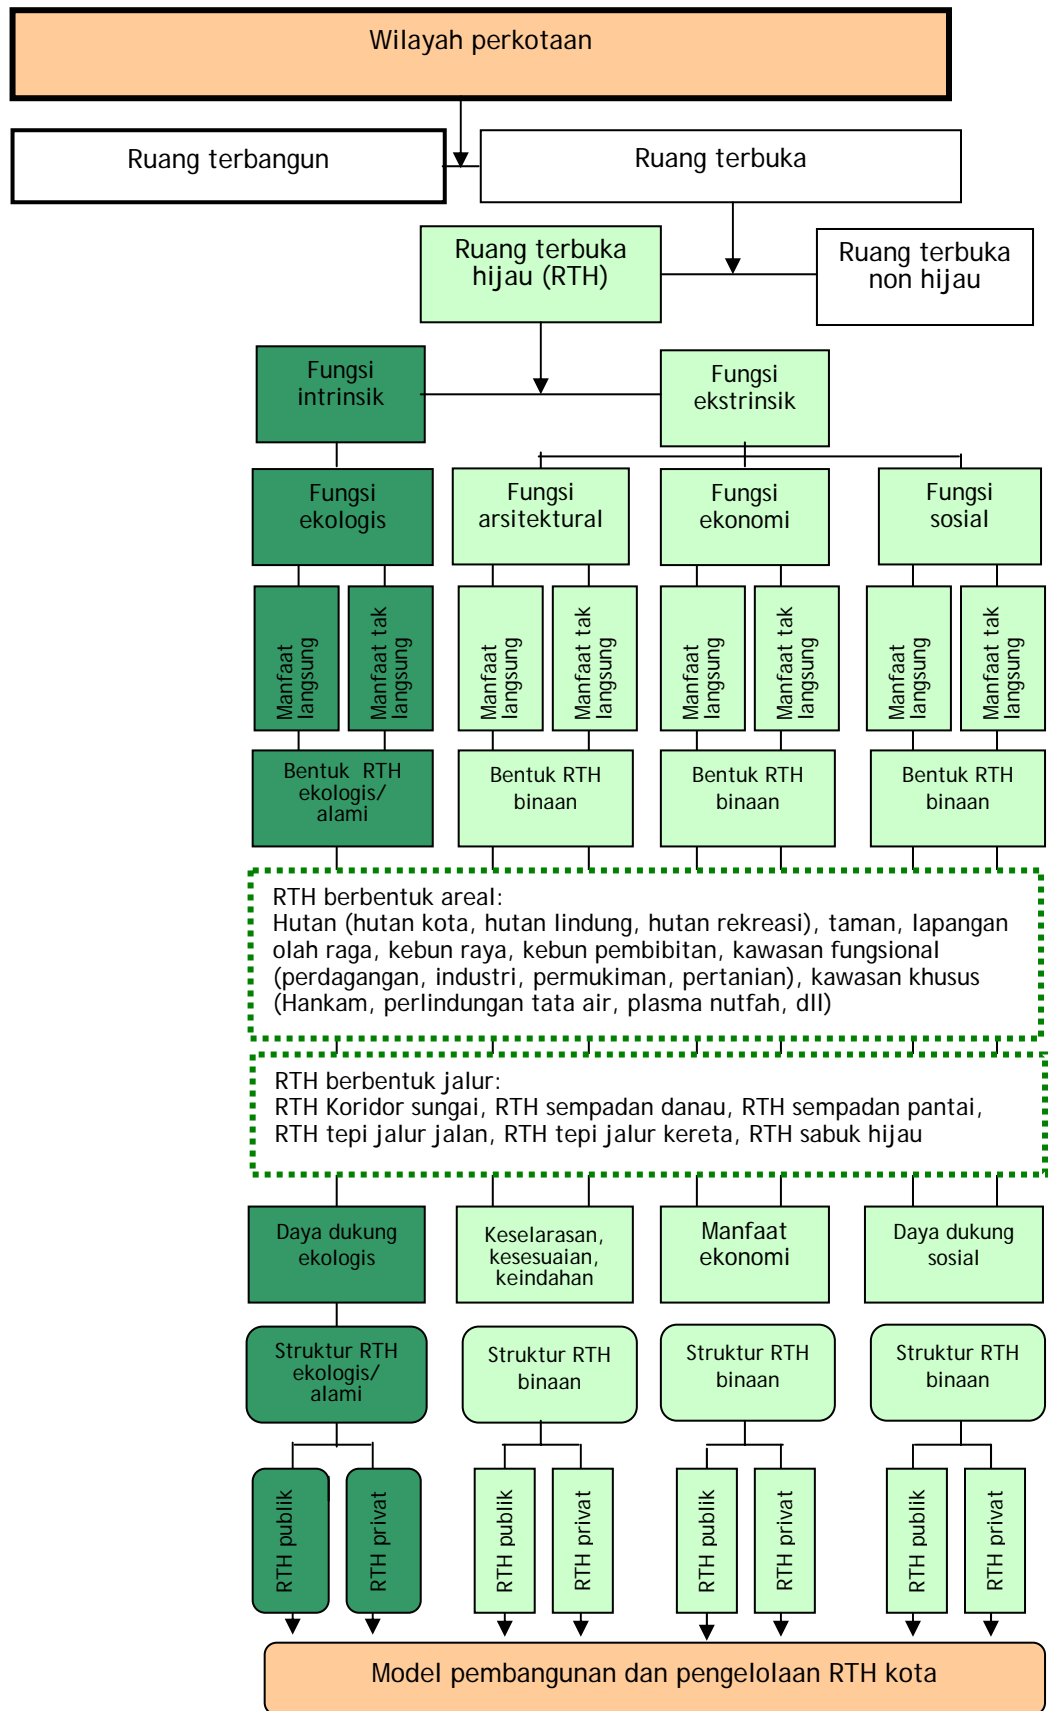 Wilayah perkotaan
Ruang terbangun
Ruang terbuka
Ruang terbuka
hijau (RTH)
Ruang terbuka
non hijau
Fungsi
intrinsik
Fungsi
ekstrinsik
Fungsi
ekologis
Fungsi
arsitektural
Fungsi
ekonomi
Fungsi
sosial
Manfaat
langsung
Manfaat tak
langsung
Manfaat
langsung
Manfaat tak
langsung
Manfaat
langsung
Manfaat tak
langsung
Manfaat
langsung
Manfaat tak
langsung
Bentuk RTH
ekologis/
alami
Bentuk RTH
binaan
Bentuk RTH
binaan
Bentuk RTH
binaan
RTH berbentuk areal:
Hutan (hutan kota, hutan lindung, hutan rekreasi), taman, lapangan
olah raga, kebun raya, kebun pembibitan, kawasan fungsional
(perdagangan, industri, permukiman, pertanian), kawasan khusus
(Hankam, perlindungan tata air, plasma nutfah, dll)
RTH berbentuk jalur:
RTH Koridor sungai, RTH sempadan danau, RTH sempadan pantai,
RTH tepi jalur jalan, RTH tepi jalur kereta, RTH sabuk hijau
Daya dukung
ekologis
Keselarasan,
kesesuaian,
keindahan
Manfaat
ekonomi
Daya dukung
sosial
Struktur RTH
ekologis/
alami
Struktur RTH
binaan
Struktur RTH
binaan
Struktur RTH
binaan
RTH publik
RTH privat
RTH publik
RTH privat
RTH publik
RTH privat
RTH publik
RTH privat
Model pembangunan dan pengelolaan RTH kota